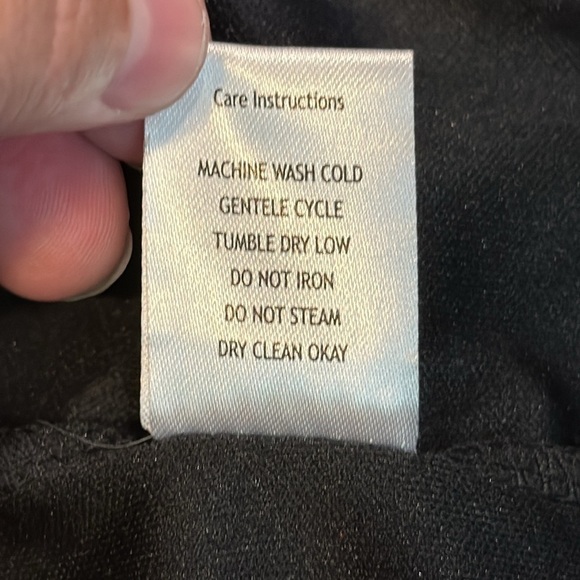 Care Instructions
MACHINE WASH COLD
GENTELE CYCLE
TUMBLE DRY LOW
DO NOT IRON
DO NOT STEAM
DRY CLEAN OKAY